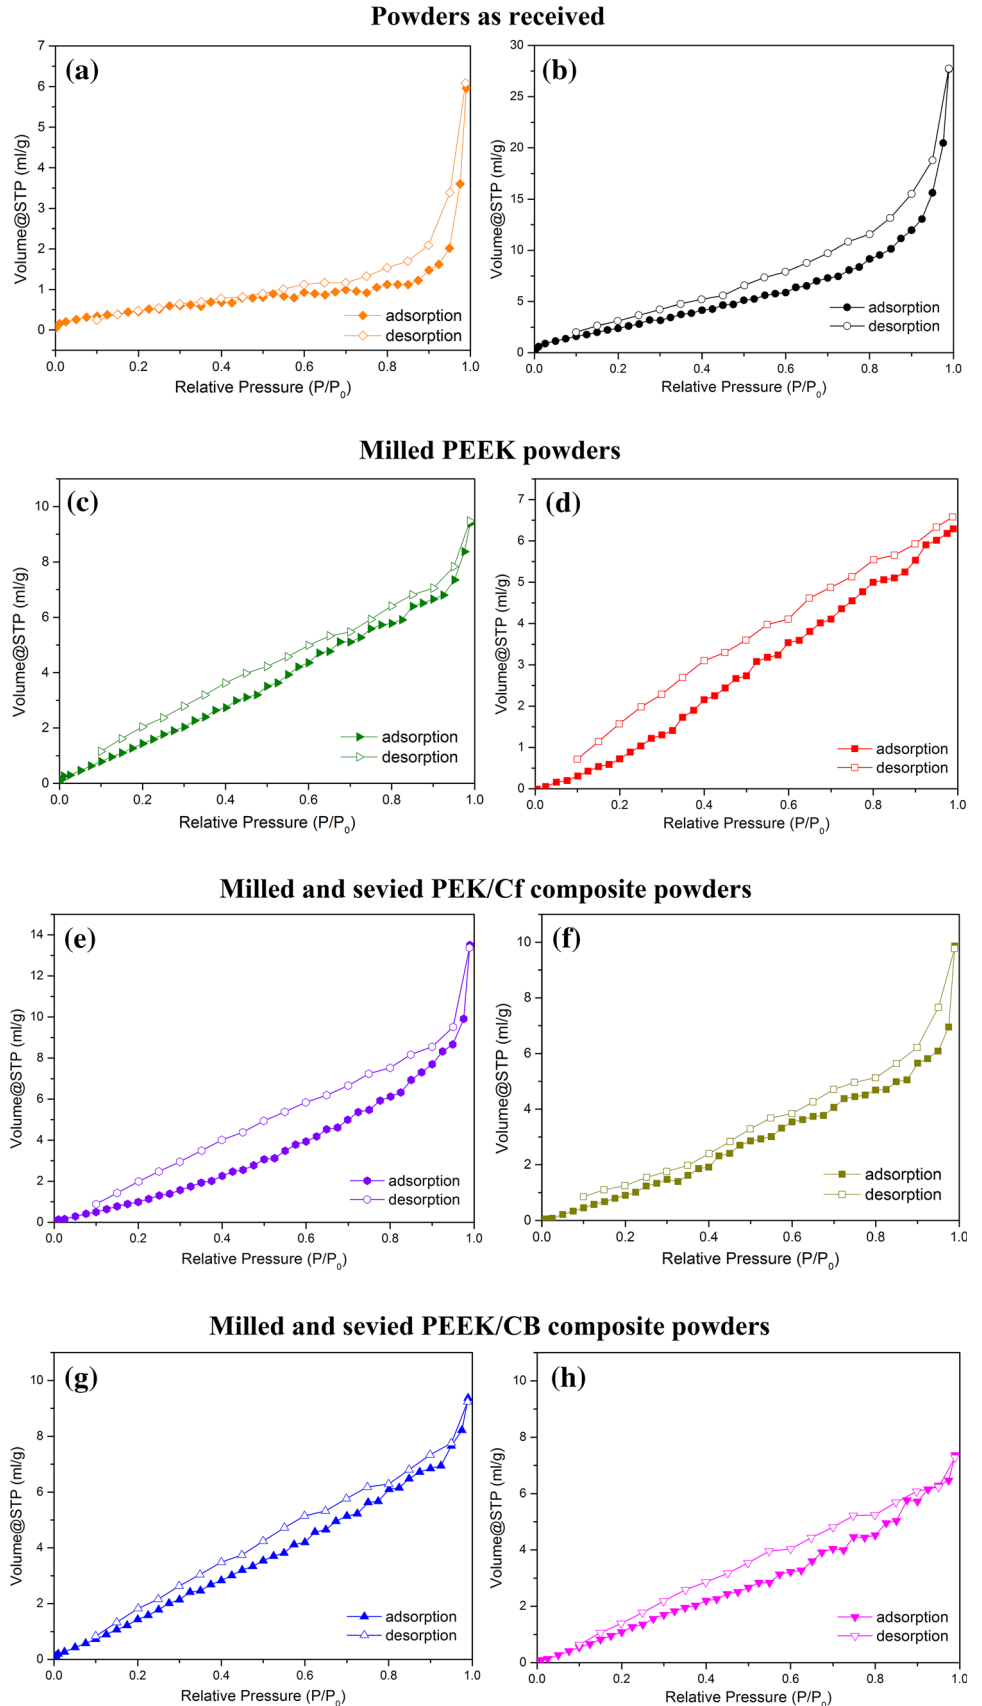 Powders as received
(a)
7
6
5
4
3
2
1
0
Volume@STP (ml/g)
adsorption
desorption
0.0 0.2 0.4 0.6 0.8 1.0
Relative Pressure (P/P0)
(b)
30
25
20
15
10
5
0
Volume@STP (ml/g)
adsorption
desorption
0.0 0.2 0.4 0.6 0.8 1.0
Relative Pressure (P/P0)
Milled PEEK powders
(c)
10
8
6
4
2
0
Volume@STP (ml/g)
adsorption
desorption
0.0 0.2 0.4 0.6 0.8 1.0
Relative Pressure (P/P0)
(d)
7
6
5
4
3
2
1
0
Volume@STP (ml/g)
adsorption
desorption
0.0 0.2 0.4 0.6 0.8 1.0
Relative Pressure (P/P0)
Milled and sevied PEK/Cf composite powders
(e)
14
12
10
8
6
4
2
0
Volume@STP (ml/g)
adsorption
desorption
0.0 0.2 0.4 0.6 0.8 1.0
Relative Pressure (P/P0)
(f)
10
8
6
4
2
0
Volume@STP (ml/g)
adsorption
desorption
0.0 0.2 0.4 0.6 0.8 1.0
Relative Pressure (P/P0)
Milled and sevied PEEK/CB composite powders
(g)
10
8
6
4
2
0
Volume@STP (ml/g)
adsorption
desorption
0.0 0.2 0.4 0.6 0.8 1.0
Relative Pressure (P/P0)
(h)
10
8
6
4
2
0
Volume@STP (ml/g)
adsorption
desorption
0.0 0.2 0.4 0.6 0.8 1.0
Relative Pressure (P/P0)